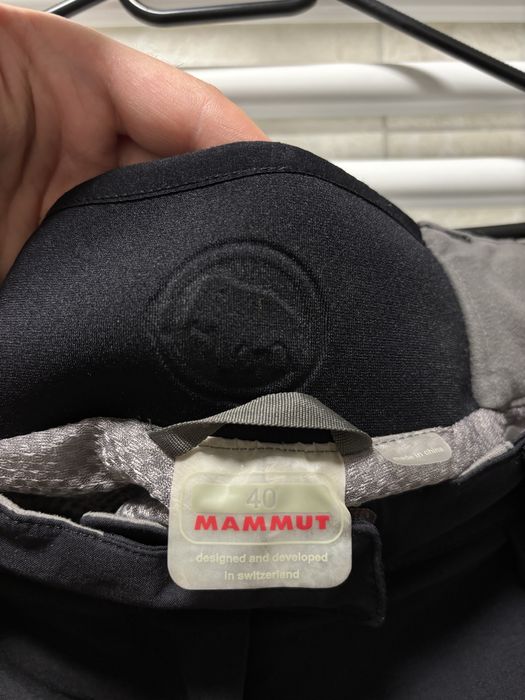 40
MAMMUT
designed and developed
in switzerland
made in china